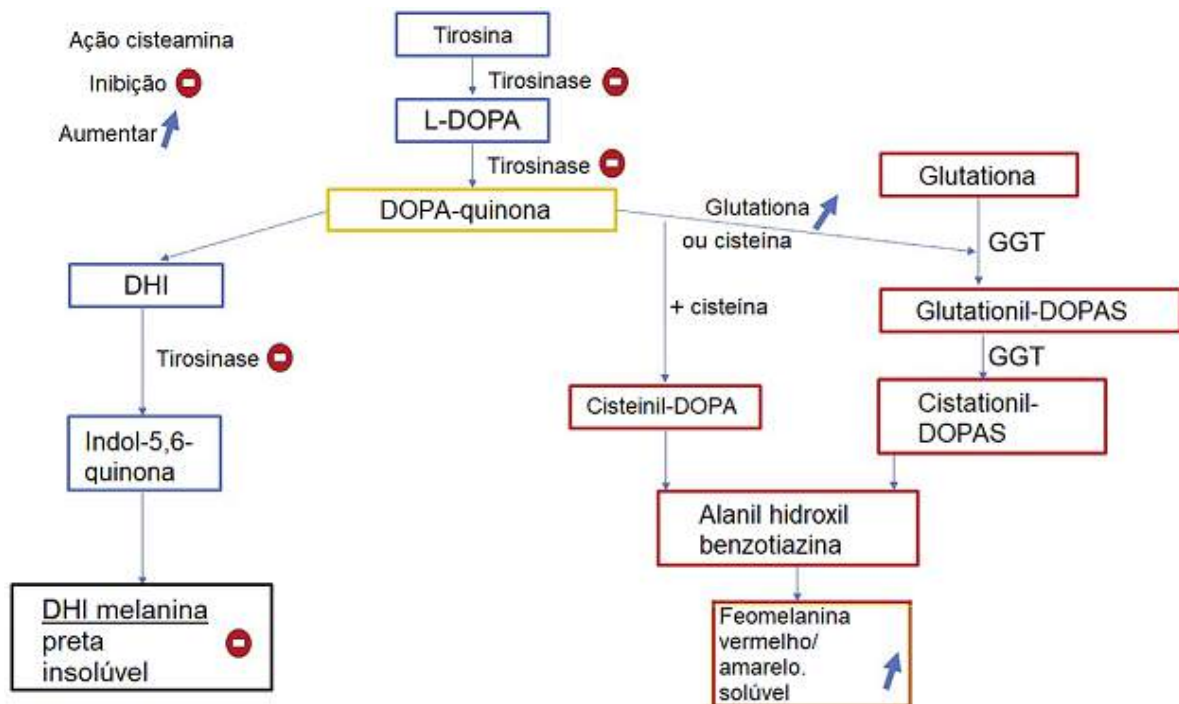 Ação cisteamina
Inibição
Aumentar
Tirosina
Tirosinase
L-DOPA
Tirosinase
DOPA-quinona
Glutationa
ou cisteína
Glutationa
GGT
DHI
+ cisteína
Glutationil-DOPAS
GGT
Tirosinase
Cisteinil-DOPA
Cistationil-
DOPAS
Indol-5,6-
quinona
Alanil hidroxil
benzotiazina
DHI melanina
preta
insolúvel
Feomelanina
vermelho/
amarelo.
solúvel